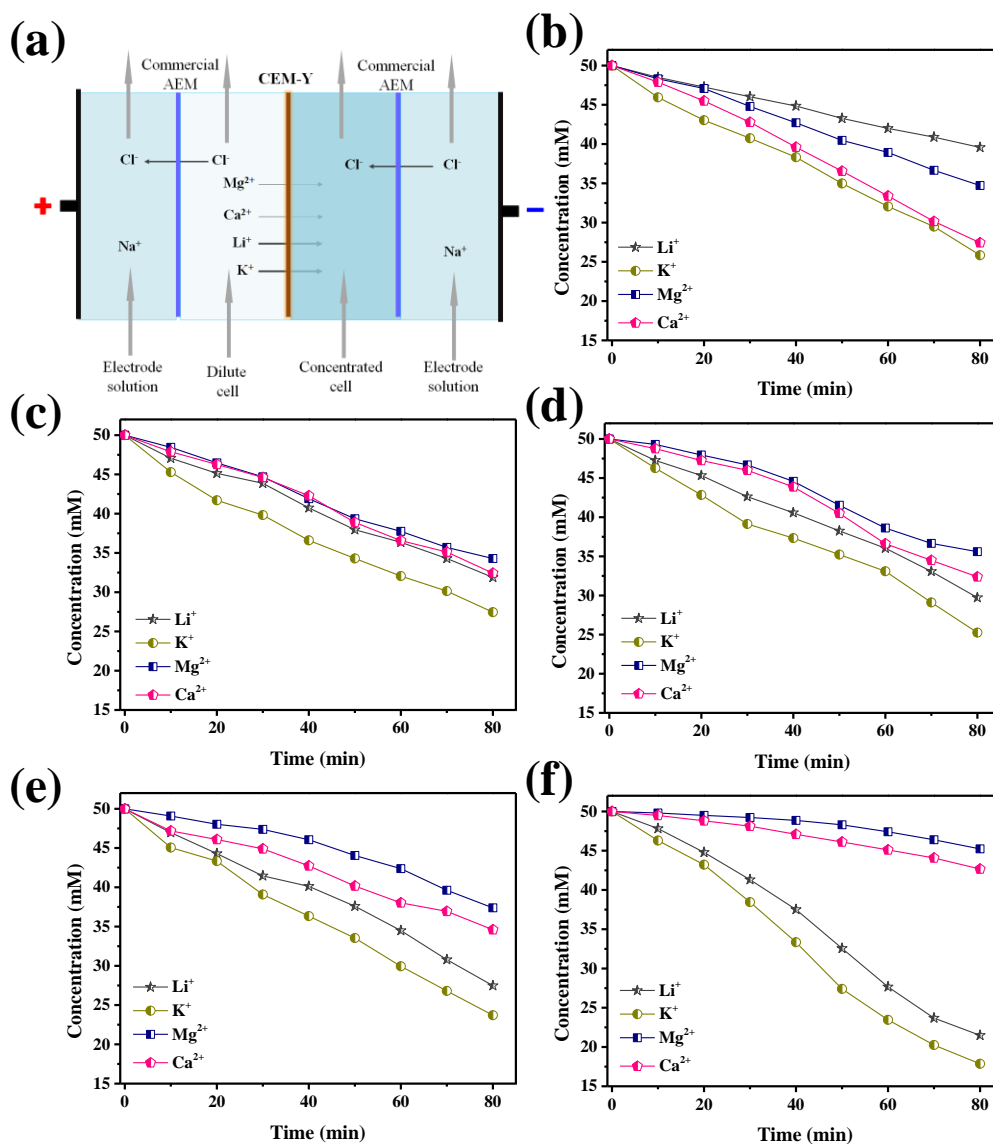 (a)
Commercial
AEM
CEM-Y
Commercial
AEM
Cl⁻
Cl⁻
Cl⁻
Cl⁻
Mg²⁺
Ca²⁺
Li⁺
K⁺
Na⁺
Na⁺
+
−
Electrode
solution
Dilute
cell
Concentrated
cell
Electrode
solution
(b)
Concentration (mM)
50
45
40
35
30
25
20
15
Li⁺
K⁺
Mg²⁺
Ca²⁺
0 20 40 60 80
Time (min)
(c)
Concentration (mM)
50
45
40
35
30
25
20
15
Li⁺
K⁺
Mg²⁺
Ca²⁺
0 20 40 60 80
Time (min)
(d)
Concentration (mM)
50
45
40
35
30
25
20
15
Li⁺
K⁺
Mg²⁺
Ca²⁺
0 20 40 60 80
Time (min)
(e)
Concentration (mM)
50
45
40
35
30
25
20
15
Li⁺
K⁺
Mg²⁺
Ca²⁺
0 20 40 60 80
Time (min)
(f)
Concentration (mM)
50
45
40
35
30
25
20
15
Li⁺
K⁺
Mg²⁺
Ca²⁺
0 20 40 60 80
Time (min)